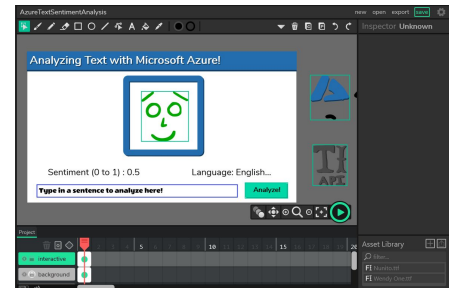 AzureTextSentimentAnalysis
new open export save
Inspector Unknown
Analyzing Text with Microsoft Azure!
Sentiment (0 to 1) : 0.5
Language: English...
Type in a sentence to analyze here!
Analyze!
API
Project
5 10 15 20
interactive
background
Asset Library
Filter...
Nunito.ttf
Wendy One.ttf